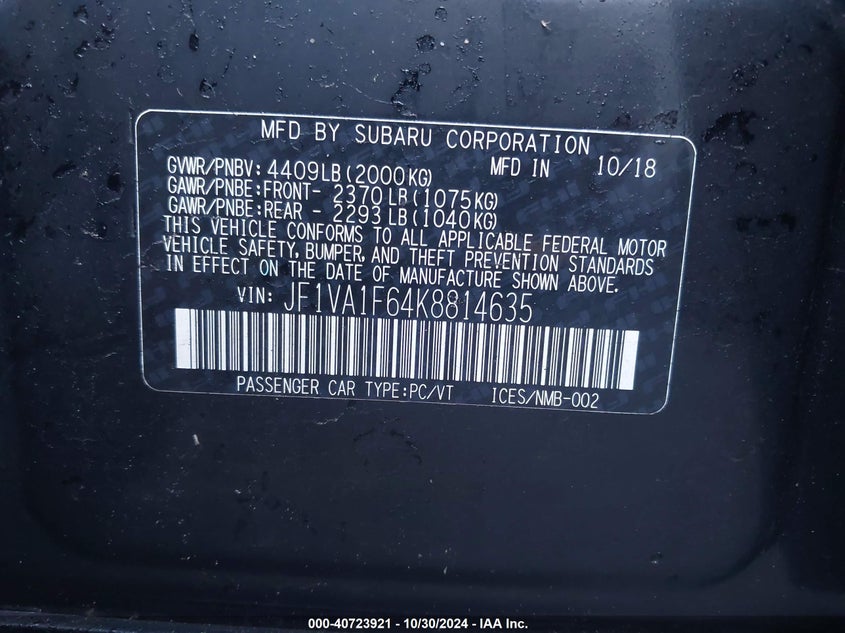 MFD BY SUBARU CORPORATION
GVWR/PNBV: 4409LB(2000KG) MFD IN 10/18
GAWR/PNBE:FRONT- 2370LB(1075KG)
GAWR/PNBE:REAR - 2293LB(1040KG)
THIS VEHICLE CONFORMS TO ALL APPLICABLE FEDERAL MOTOR
VEHICLE SAFETY, BUMPER, AND THEFT PREVENTION STANDARDS
IN EFFECT ON THE DATE OF MANUFACTURE SHOWN ABOVE.
VIN: JF1VA1F64K8814635
PASSENGER CAR TYPE:PC/VT ICES/NMB-002
000-40723921 - 10/30/2024 - IAA Inc.